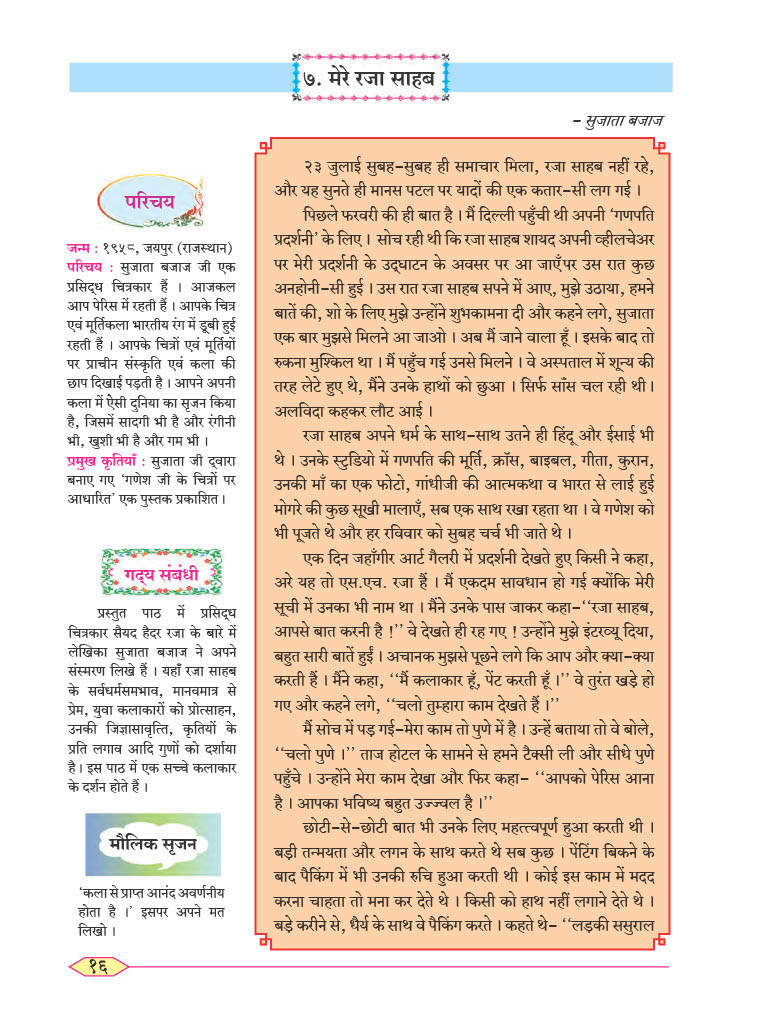 ७. मेरे रजा साहब
– सुजाता बजाज
परिचय
जन्म : १९५८, जयपुर (राजस्थान)
परिचय : सुजाता बजाज जी एक
प्रसिद्ध चित्रकार हैं । आजकल
आप पेरिस में रहती हैं । आपके चित्र
एवं मूर्तिकला भारतीय रंग में डूबी हुई
रहती हैं । आपके चित्रों एवं मूर्तियों
पर प्राचीन संस्कृति एवं कला की
छाप दिखाई पड़ती है । आपने अपनी
कला में ऐसी दुनिया का सृजन किया
है, जिसमें सादगी भी है और रंगीनी
भी, खुशी भी है और गम भी ।
प्रमुख कृतियाँ : सुजाता जी द्वारा
बनाए गए ‘गणेश जी के चित्रों पर
आधारित’ एक पुस्तक प्रकाशित ।
गद्य संबंधी
प्रस्तुत पाठ में प्रसिद्ध
चित्रकार सैयद हैदर रजा के बारे में
लेखिका सुजाता बजाज ने अपने
संस्मरण लिखे हैं । यहाँ रजा साहब
के सर्वधर्मसमभाव, मानवमात्र से
प्रेम, युवा कलाकारों को प्रोत्साहन,
उनकी जिज्ञासावृत्ति, कृतियों के
प्रति लगाव आदि गुणों को दर्शाया
है । इस पाठ में एक सच्चे कलाकार
के दर्शन होते हैं ।
मौलिक सृजन
‘कला से प्राप्त आनंद अवर्णनीय
होता है ।’ इसपर अपने मत
लिखो ।
२३ जुलाई सुबह-सुबह ही समाचार मिला, रजा साहब नहीं रहे,
और यह सुनते ही मानस पटल पर यादों की एक कतार-सी लग गई ।
पिछले फरवरी की ही बात है । मैं दिल्ली पहुँची थी अपनी ‘गणपति
प्रदर्शनी’ के लिए । सोच रही थी कि रजा साहब शायद अपनी व्हीलचेअर
पर मेरी प्रदर्शनी के उद्घाटन के अवसर पर आ जाएँ पर उस रात कुछ
अनहोनी-सी हुई । उस रात रजा साहब सपने में आए, मुझे उठाया, हमने
बातें की, शो के लिए मुझे उन्होंने शुभकामना दी और कहने लगे, सुजाता
एक बार मुझसे मिलने आ जाओ । अब मैं जाने वाला हूँ । इसके बाद तो
रुकना मुश्किल था । मैं पहुँच गई उनसे मिलने । वे अस्पताल में शून्य की
तरह लेटे हुए थे, मैंने उनके हाथों को छुआ । सिर्फ साँस चल रही थी ।
अलविदा कहकर लौट आई ।
रजा साहब अपने धर्म के साथ-साथ उतने ही हिंदू और ईसाई भी
थे । उनके स्टुडियो में गणपति की मूर्ति, क्रॉस, बाइबल, गीता, कुरान,
उनकी माँ का एक फोटो, गांधीजी की आत्मकथा व भारत से लाई हुई
मोगरे की कुछ सूखी मालाएँ, सब एक साथ रखा रहता था । वे गणेश को
भी पूजते थे और हर रविवार को सुबह चर्च भी जाते थे ।
एक दिन जहाँगीर आर्ट गैलरी में प्रदर्शनी देखते हुए किसी ने कहा,
अरे यह तो एस.एच. रजा हैं । मैं एकदम सावधान हो गई क्योंकि मेरी
सूची में उनका भी नाम था । मैंने उनके पास जाकर कहा-‘‘रजा साहब,
आपसे बात करनी है !’’ वे देखते ही रह गए ! उन्होंने मुझे इंटरव्यू दिया,
बहुत सारी बातें हुईं । अचानक मुझसे पूछने लगे कि आप और क्या-क्या
करती हैं । मैंने कहा, ‘‘मैं कलाकार हूँ, पेंट करती हूँ ।’’ वे तुरंत खड़े हो
गए और कहने लगे, ‘‘चलो तुम्हारा काम देखते हैं ।’’
मैं सोच में पड़ गई-मेरा काम तो पुणे में है । उन्हें बताया तो वे बोले,
‘‘चलो पुणे ।’’ ताज होटल के सामने से हमने टैक्सी ली और सीधे पुणे
पहुँचे । उन्होंने मेरा काम देखा और फिर कहा- ‘‘आपको पेरिस आना
है । आपका भविष्य बहुत उज्ज्वल है ।’’
छोटी-से-छोटी बात भी उनके लिए महत्त्वपूर्ण हुआ करती थी ।
बड़ी तन्मयता और लगन के साथ करते थे सब कुछ । पेंटिंग बिकने के
बाद पैकिंग में भी उनकी रुचि हुआ करती थी । कोई इस काम में मदद
करना चाहता तो मना कर देते थे । किसी को हाथ नहीं लगाने देते थे ।
बड़े करीने से, धैर्य के साथ वे पैकिंग करते । कहते थे- ‘‘लड़की ससुराल
१६